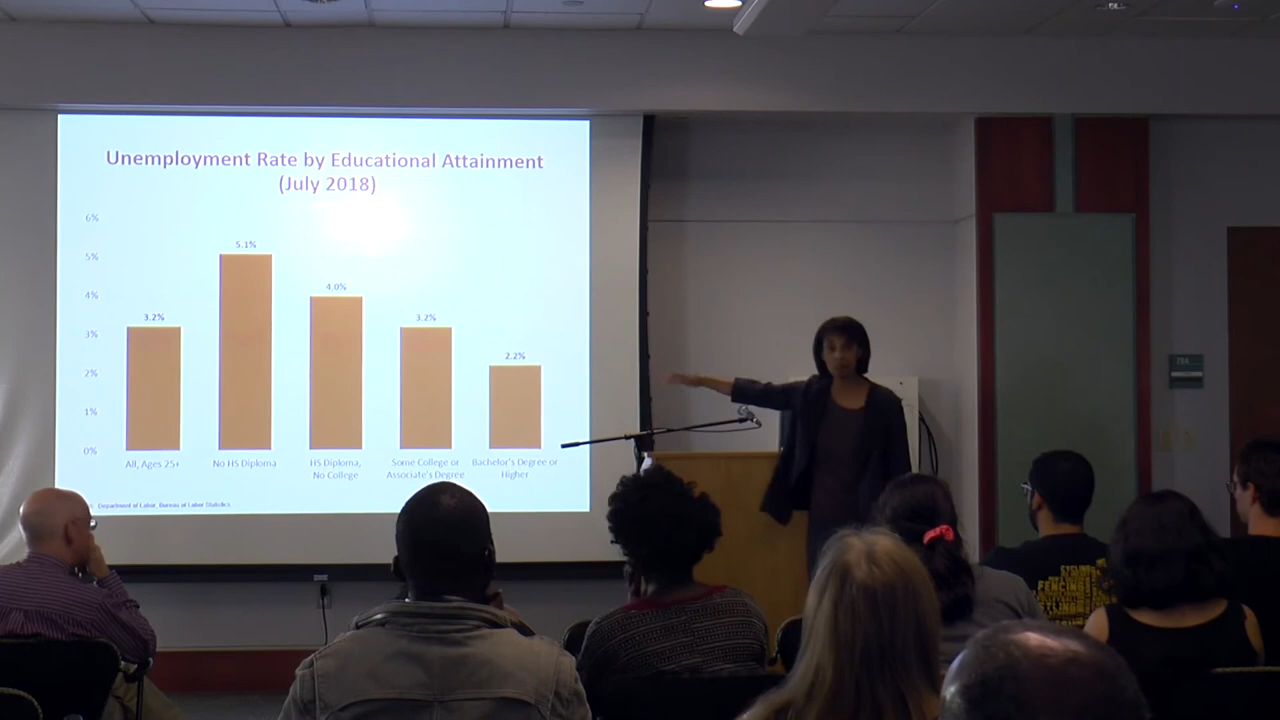 Unemployment Rate by Educational Attainment
(July 2018)
6%
5%
4%
3%
2%
1%
0%
3.2%
5.1%
4.0%
3.2%
2.2%
All, Ages 25+
No HS Diploma
HS Diploma,
No College
Some College or
Associate's Degree
Bachelor's Degree or
Higher
Department of Labor, Bureau of Labor Statistics
CYCLING
FENCING